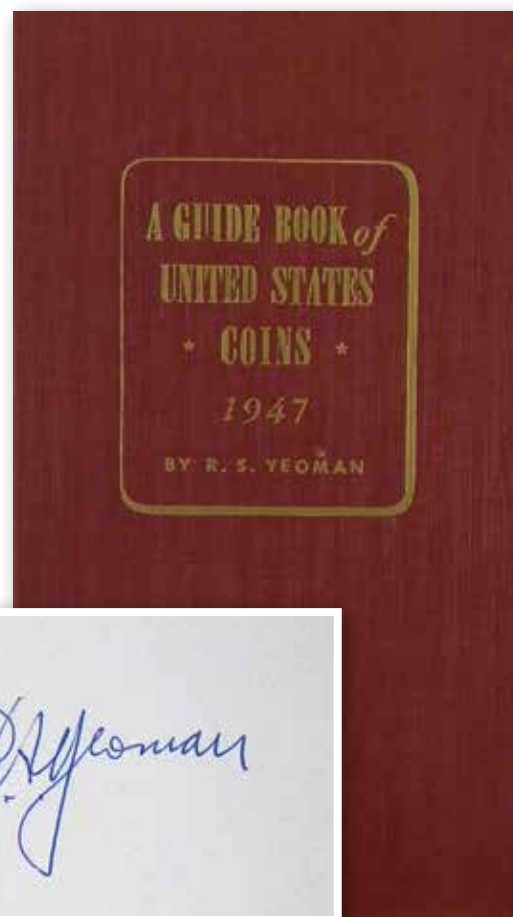 A GUIDE BOOK of
UNITED STATES
* COINS *
1947
BY R. S. YEOMAN
R.S. Yeoman